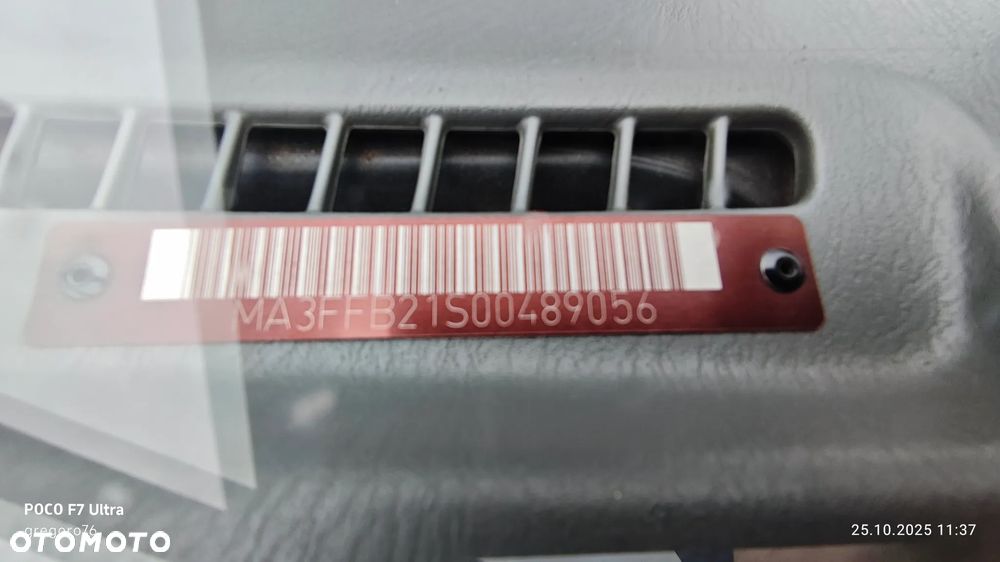 MA3FFB21S00489056
POCO F7 Ultra
gregoro76
OTOMOTO
25.10.2025 11:37